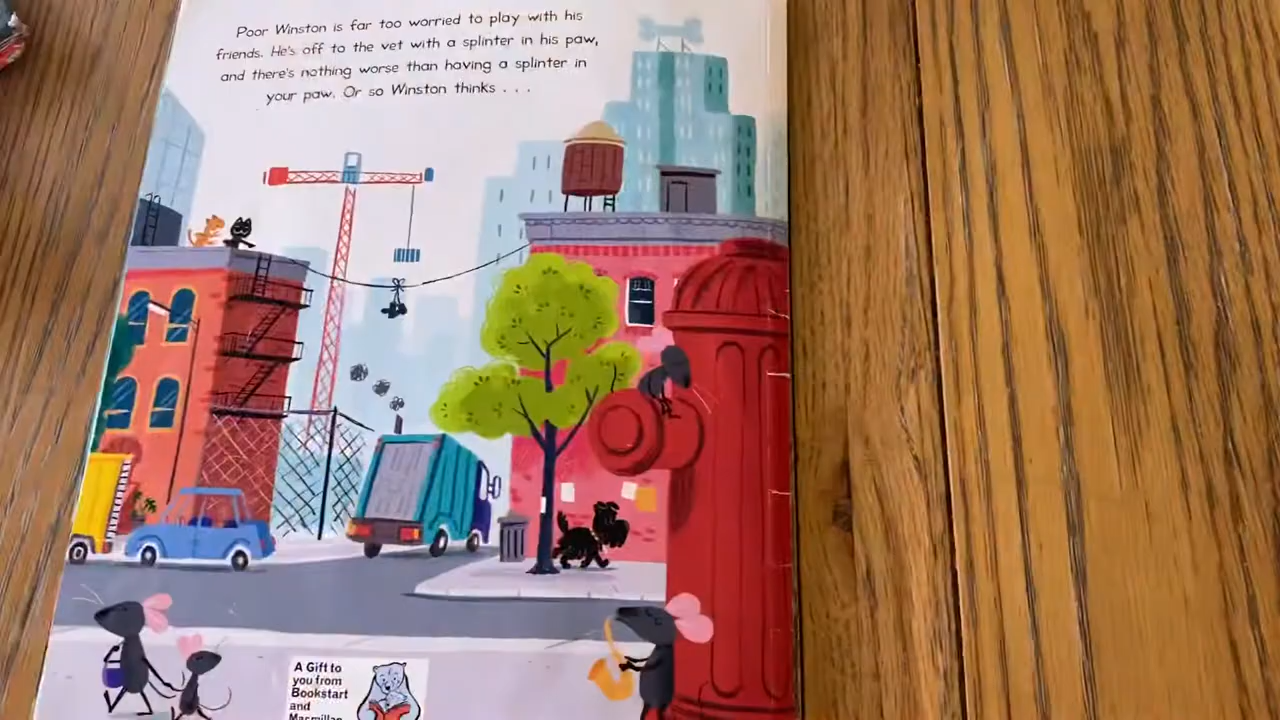 Poor Winston is far too worried to play with his
friends. He's off to the vet with a splinter in his paw,
and there's nothing worse than having a splinter in
your paw. Or so Winston thinks . . .
A Gift to
you from
Bookstart
and
Macmillan